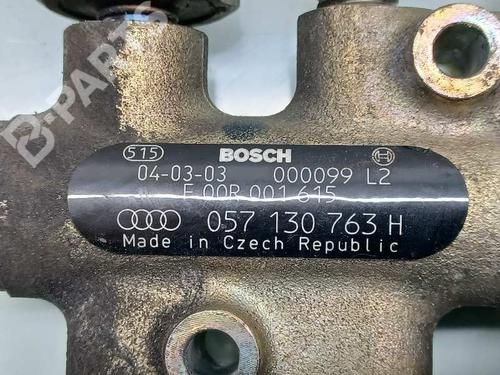 B-PARTS
515 BOSCH
04-03-03 000099 L2
F 00R 001 615
057 130 763 H
Made in Czech Republic